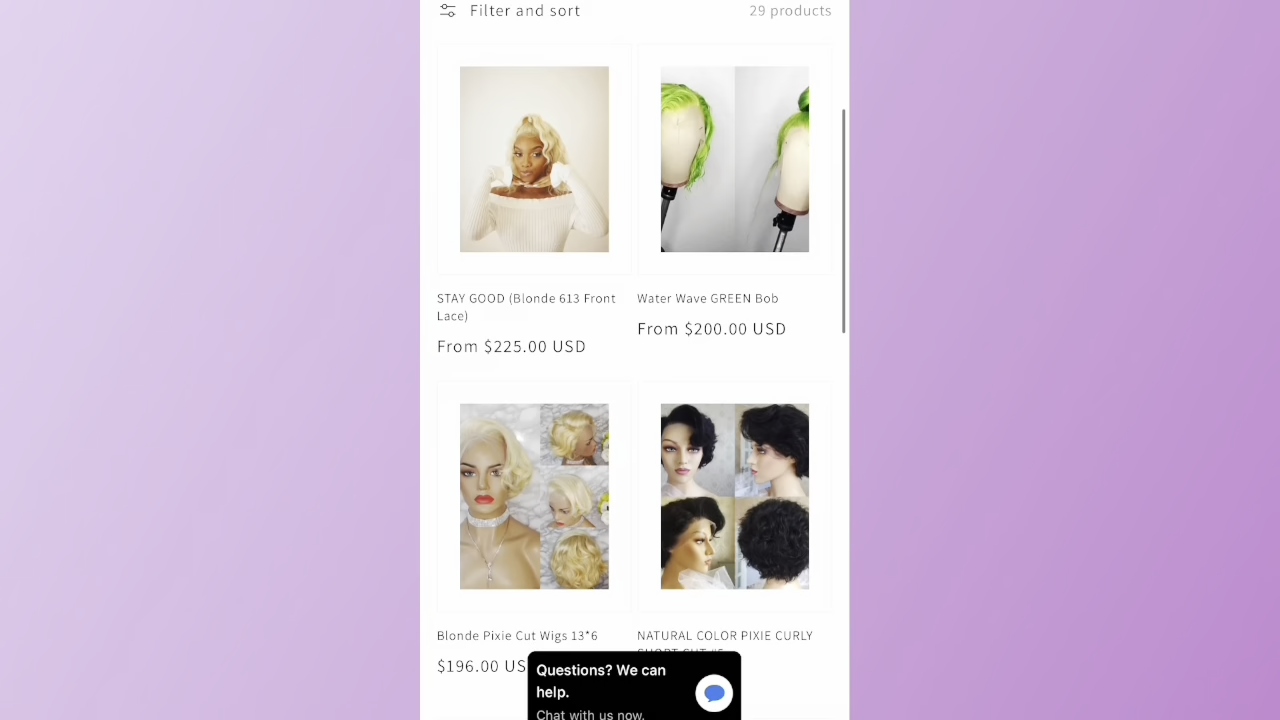 Filter and sort
29 products
STAY GOOD (Blonde 613 Front
Lace)
From $225.00 USD
Water Wave GREEN Bob
From $200.00 USD
Blonde Pixie Cut Wigs 13*6
$196.00 US
NATURAL COLOR PIXIE CURLY
Questions? We can
help.
Chat with us now.